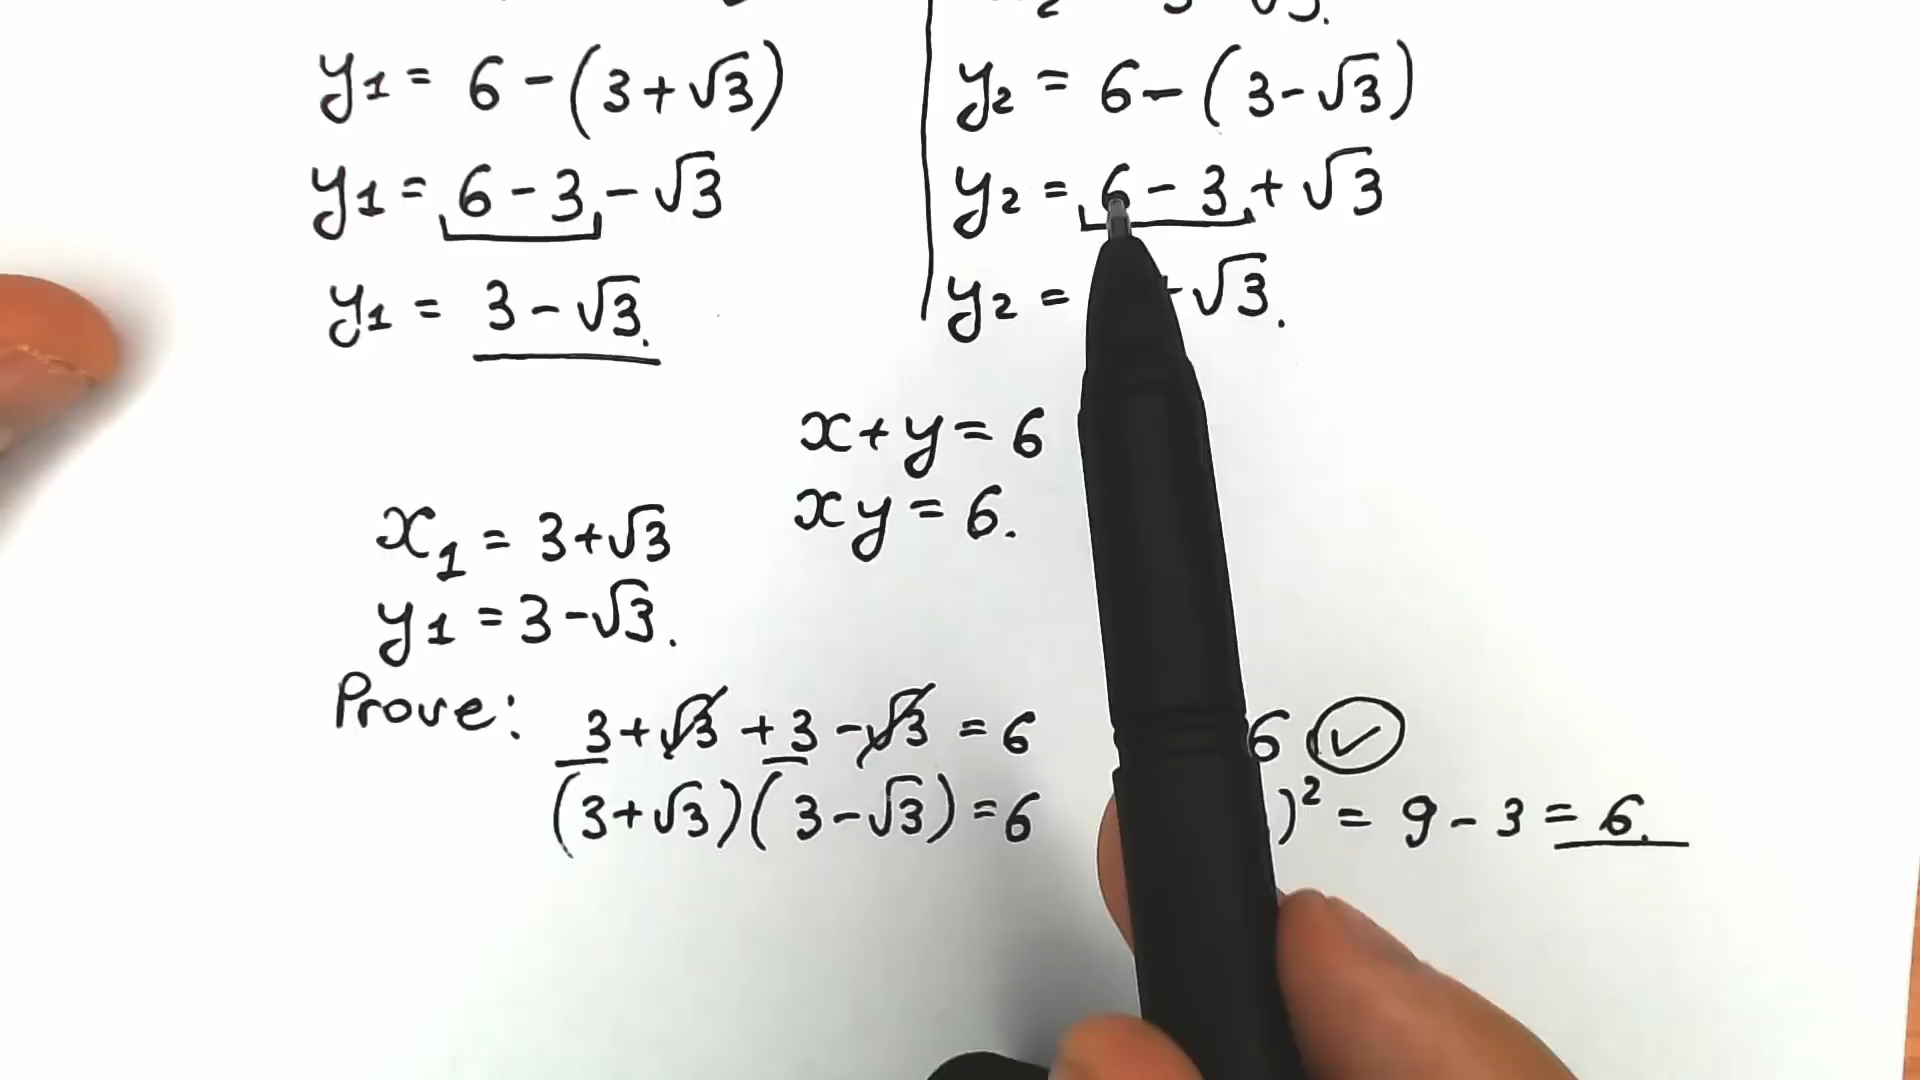 y1 = 6 - (3 + √3)
y1 = 6 - 3 - √3
y1 = 3 - √3.
y2 = 6 - (3 - √3)
y2 = 6 - 3 + √3
y2 = √3.
x + y = 6
xy = 6.
x1 = 3 + √3
y1 = 3 - √3.
Prove: 3 + √3 + 3 - √3 = 6 6 ✓
(3 + √3)(3 - √3) = 6 )² = 9 - 3 = 6.